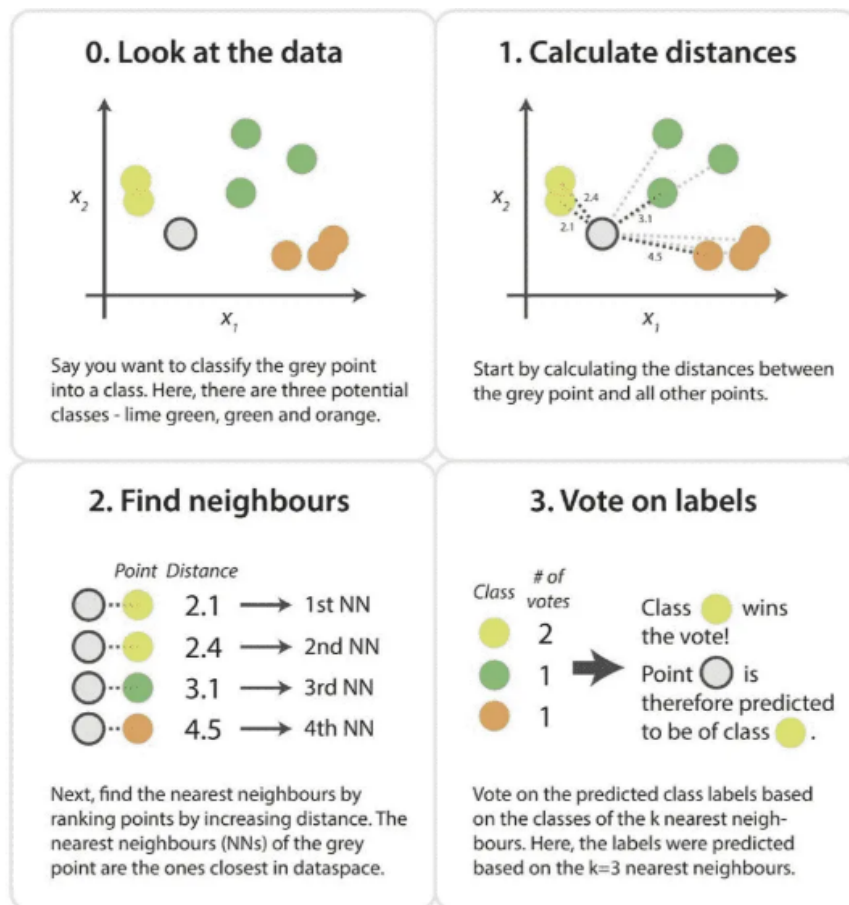 0. Look at the data
X2
X1
Say you want to classify the grey point
into a class. Here, there are three potential
classes - lime green, green and orange.
1. Calculate distances
X2
2.4
2.1
3.1
4.5
X1
Start by calculating the distances between
the grey point and all other points.
2. Find neighbours
Point Distance
2.1 1st NN
2.4 2nd NN
3.1 3rd NN
4.5 4th NN
Next, find the nearest neighbours by
ranking points by increasing distance. The
nearest neighbours (NNs) of the grey
point are the ones closest in dataspace.
3. Vote on labels
Class # of
votes
2
1
1
Class wins
the vote!
Point is
therefore predicted
to be of class .
Vote on the predicted class labels based
on the classes of the k nearest neigh-
bours. Here, the labels were predicted
based on the k=3 nearest neighbours.